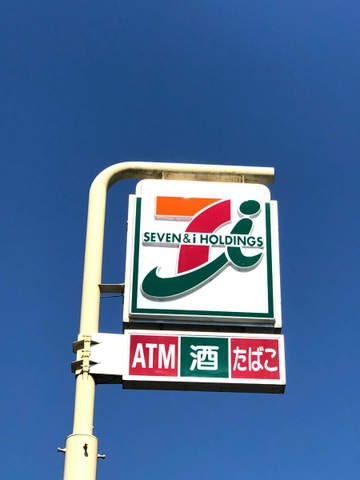 SEVEN & i HOLDINGS
ATM 酒 たばこ